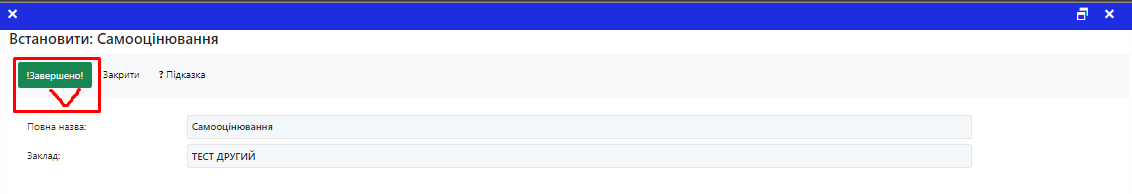 Встановити: Самооцінювання
!Завершено! Закрити ? Підказка
Повна назва: Самооцінювання
Заклад: ТЕСТ ДРУГИЙ